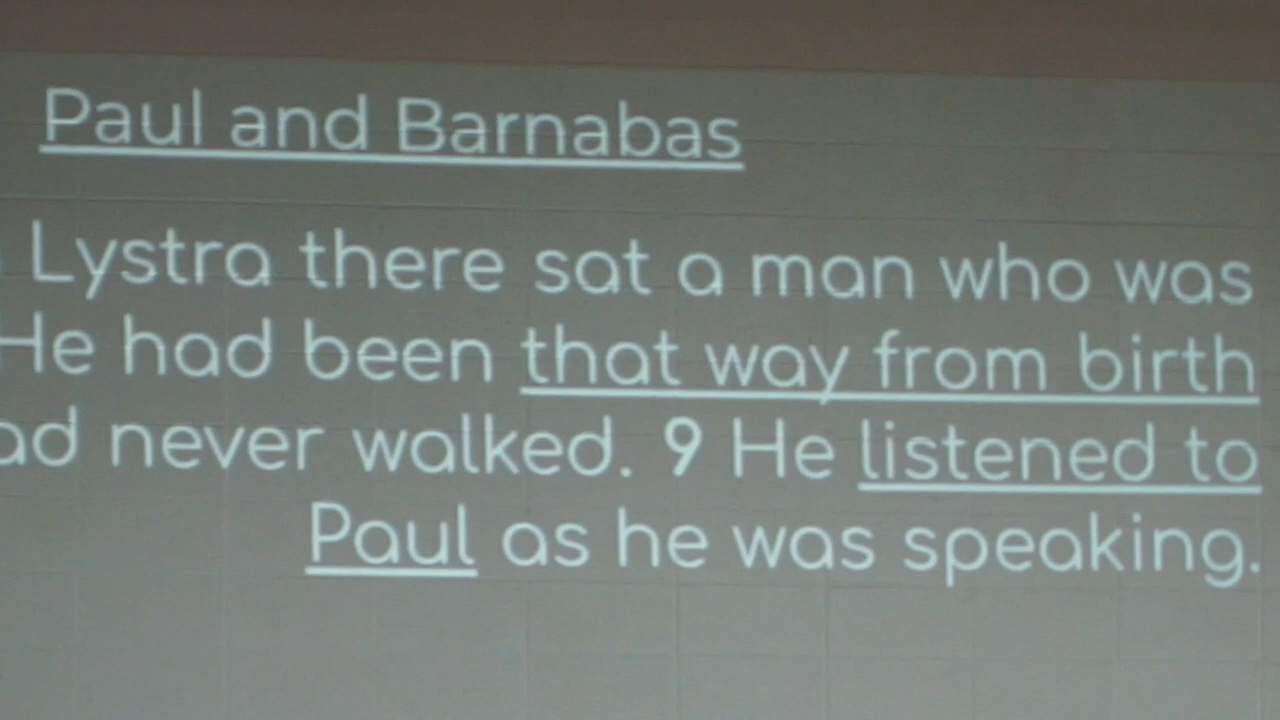 Paul and Barnabas
Lystra there sat a man who was
He had been that way from birth
ad never walked. 9 He listened to
Paul as he was speaking.